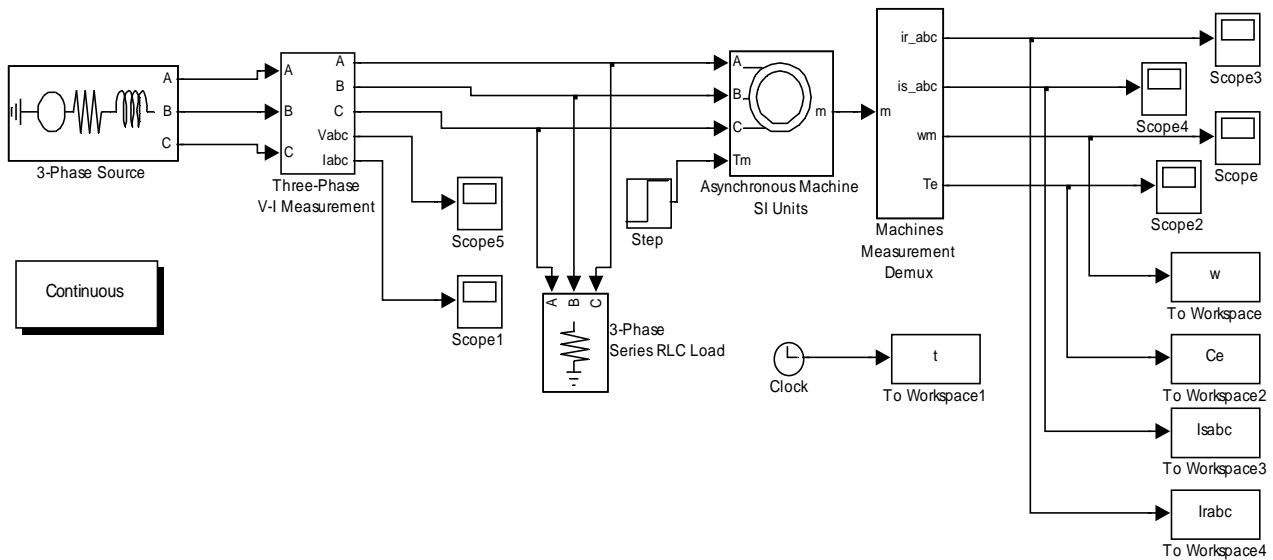 A
B
C
3-Phase Source
A
B
C
A
B
C
Vabc
Iabc
Three-Phase
V-I Measurement
Scope5
Scope1
Continuous
A
B
C
3-Phase
Series RLC Load
Step
A
B
C
Tm
m
Asynchronous Machine
SI Units
m
ir_abc
is_abc
wm
Te
Machines
Measurement
Demux
Scope3
Scope4
Scope
Scope2
w
To Workspace
Ce
To Workspace2
Isabc
To Workspace3
Irabc
To Workspace4
Clock
t
To Workspace1